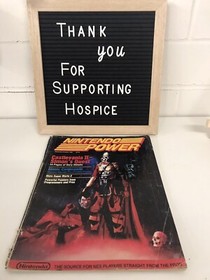 THANK
you
FOR
SUPPORTING
HOSPICE
NINTENDO
POWER
Castlevania II
Simon's Quest
Nintendo
THE SOURCE FOR NES PLAYERS STRAIGHT FROM THE PROS